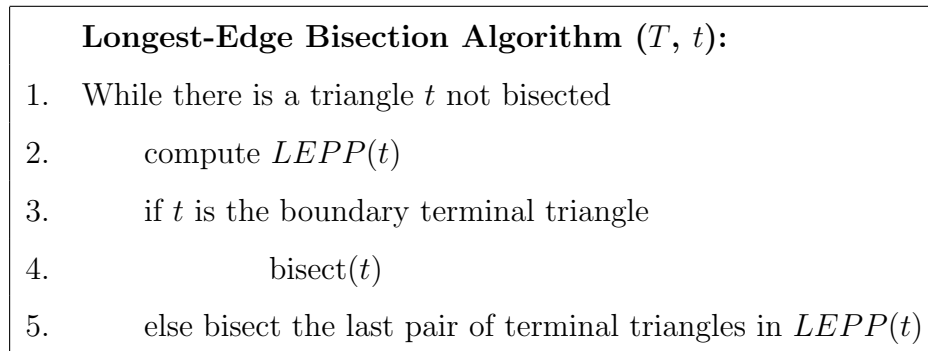 Longest-Edge Bisection Algorithm (T, t):
1. While there is a triangle t not bisected
2. compute LEPP(t)
3. if t is the boundary terminal triangle
4. bisect(t)
5. else bisect the last pair of terminal triangles in LEPP(t)